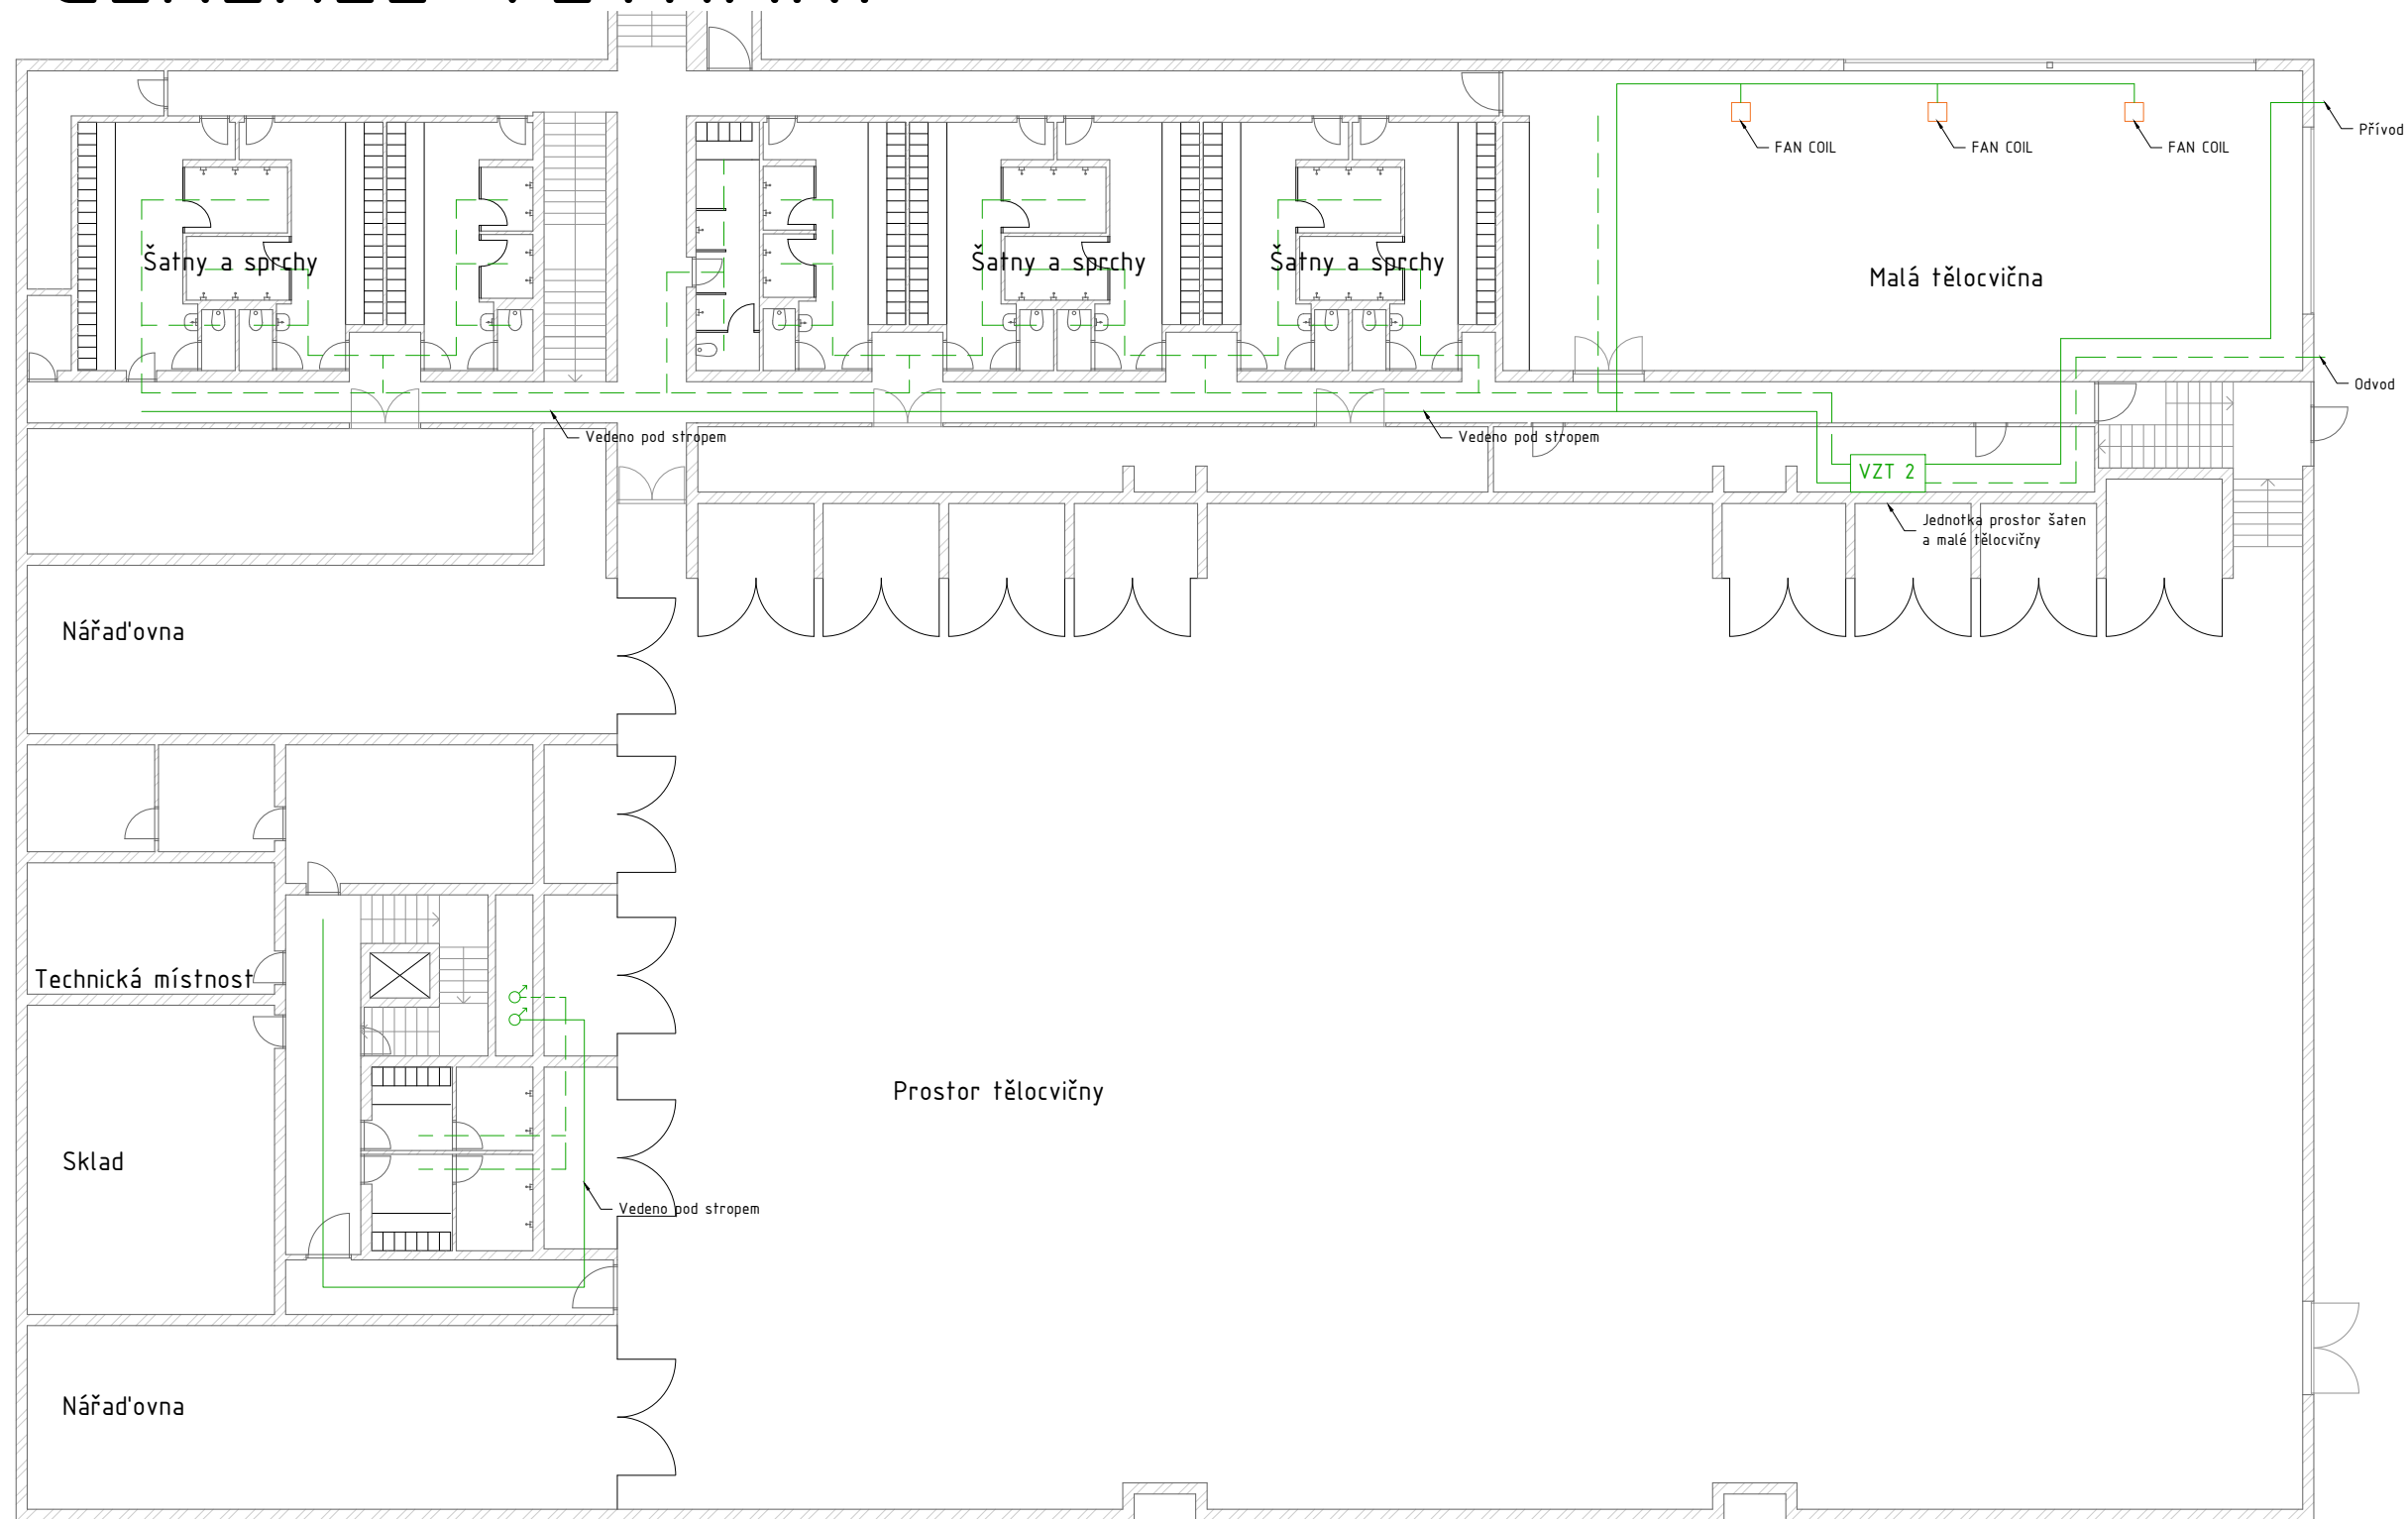 Přívod
FAN COIL
FAN COIL
FAN COIL
Šatny a sprchy
Šatny a sprchy
Šatny a sprchy
Malá tělocvična
Odvod
Vedeno pod stropem
Vedeno pod stropem
VZT 2
Jednotka prostor šaten
a malé tělocvičny
Nářaďovna
Technická místnost
Prostor tělocvičny
Sklad
Vedeno pod stropem
Nářaďovna